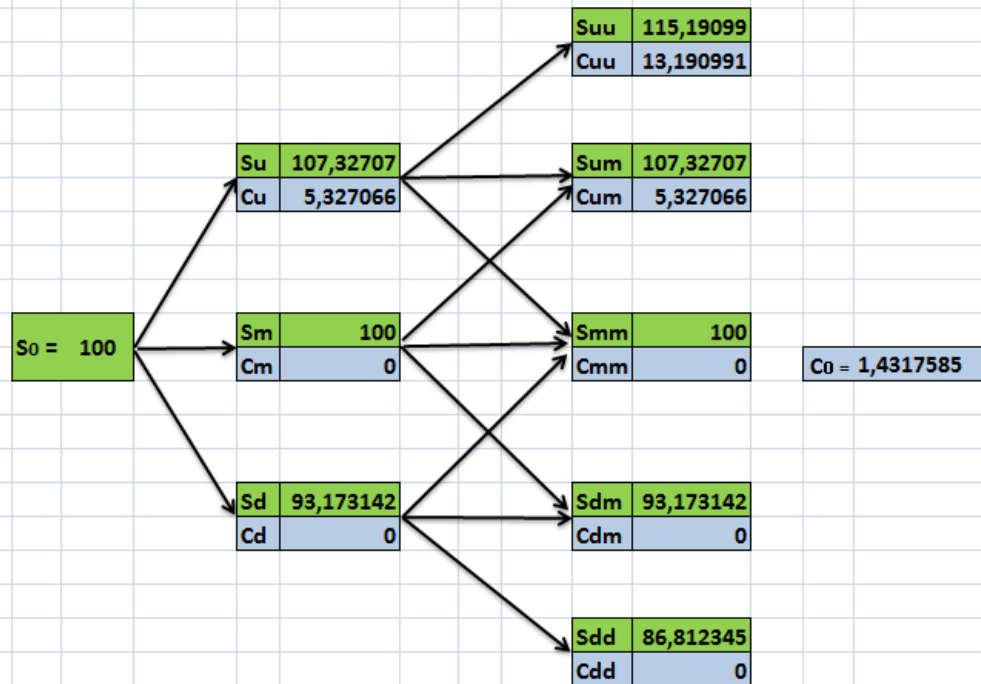 Suu 115,19099
Cuu 13,190991
Su 107,32707
Cu 5,327066
Sum 107,32707
Cum 5,327066
S0 = 100
Sm 100
Cm 0
Smm 100
Cmm 0
C0 = 1,4317585
Sd 93,173142
Cd 0
Sdm 93,173142
Cdm 0
Sdd 86,812345
Cdd 0